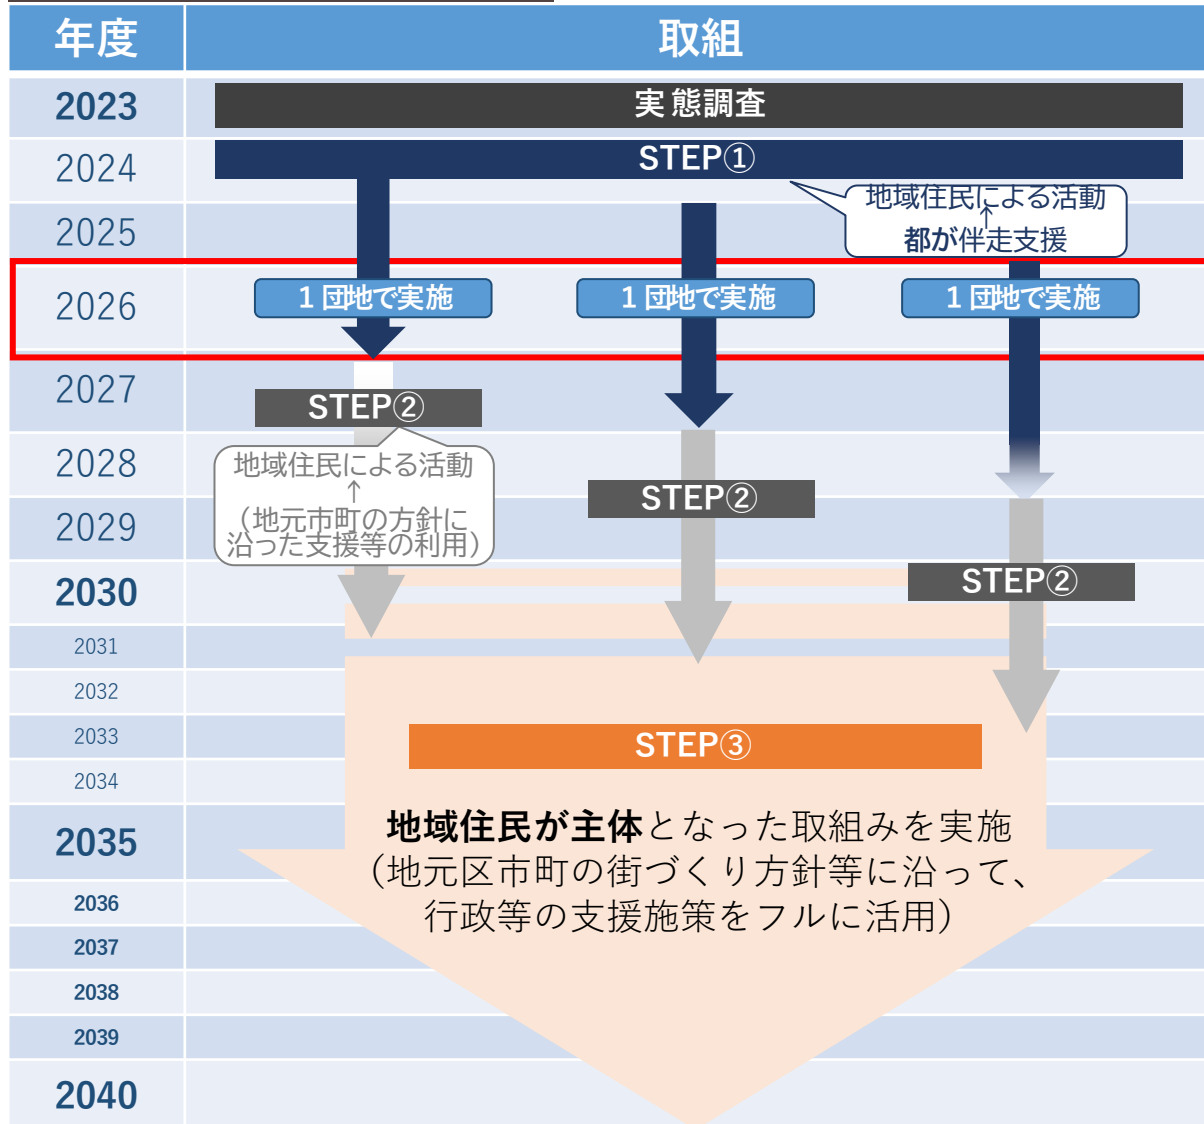 年度
取組
2023
実態調査
2024
STEP①
地域住民による活動
↑
都が伴走支援
2025
2026
1団地で実施
1団地で実施
1団地で実施
2027
STEP②
2028
地域住民による活動
↑
（地元市町の方針に
沿った支援等の利用）
STEP②
2029
2030
STEP②
2031
2032
2033
STEP③
2034
2035
地域住民が主体となった取組みを実施
（地元区市町の街づくり方針等に沿って、
行政等の支援施策をフルに活用）
2036
2037
2038
2039
2040